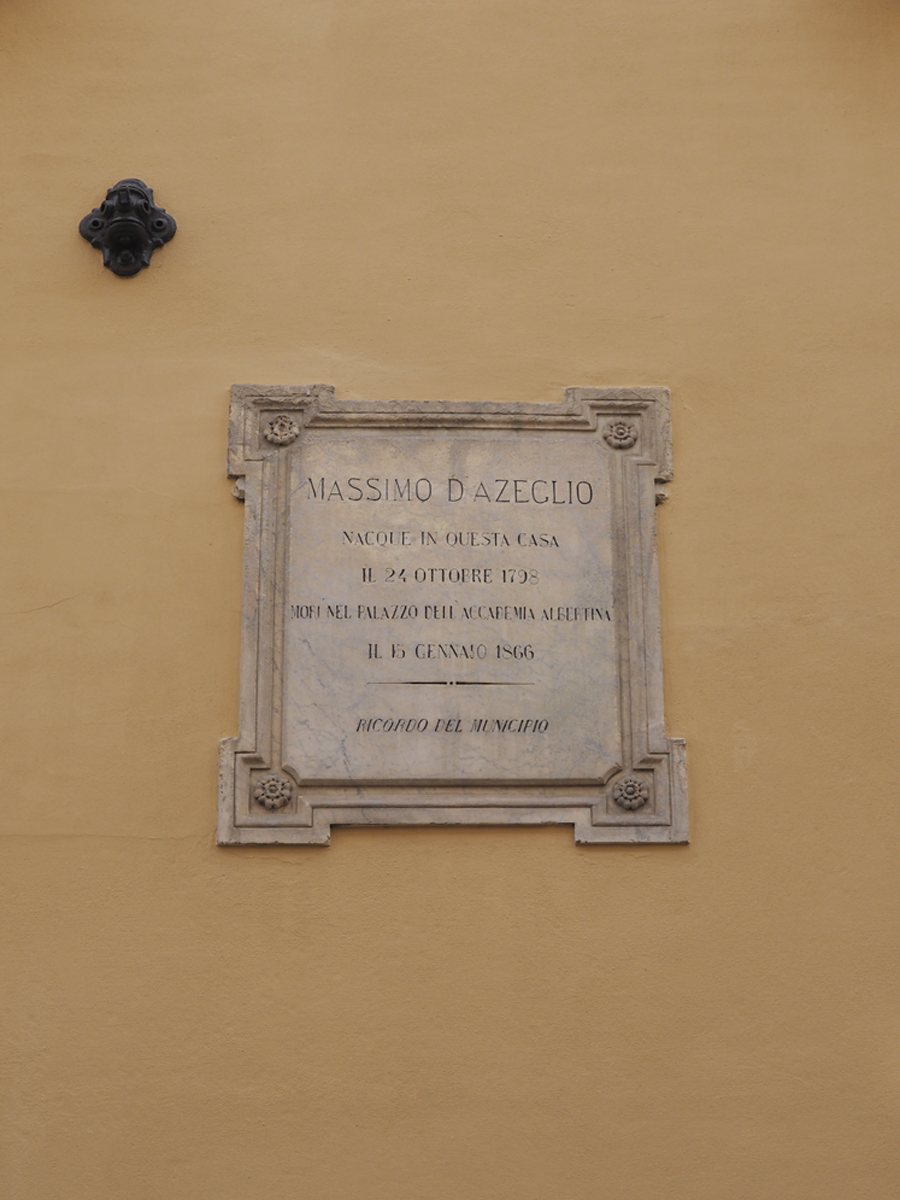 MASSIMO D'AZEGLIO
NACQUE IN QUESTA CASA
IL 24 OTTOBRE 1798
MORÌ NEL PALAZZO DELL'ACCADEMIA ALBERTINA
IL 15 GENNAIO 1866
RICORDO DEL MUNICIPIO